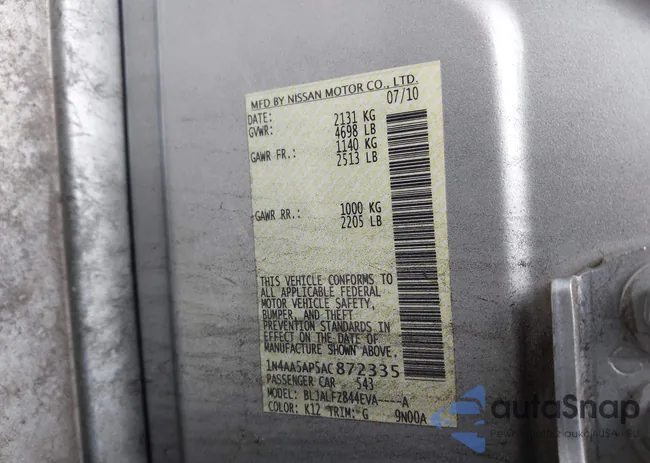 MFD BY NISSAN MOTOR CO., LTD.
DATE: 07/10
GVWR: 2131 KG
4698 LB
GAWR FR.: 1140 KG
2513 LB
GAWR RR.: 1000 KG
2205 LB
THIS VEHICLE CONFORMS TO
ALL APPLICABLE FEDERAL
MOTOR VEHICLE SAFETY,
BUMPER, AND THEFT
PREVENTION STANDARDS IN
EFFECT ON THE DATE OF
MANUFACTURE SHOWN ABOVE.
1N4AA5AP5AC872335
PASSENGER CAR 543
MODEL: BLJALFZ844EVA----A
COLOR: K12 TRIM: G 9N00A
autoSnap